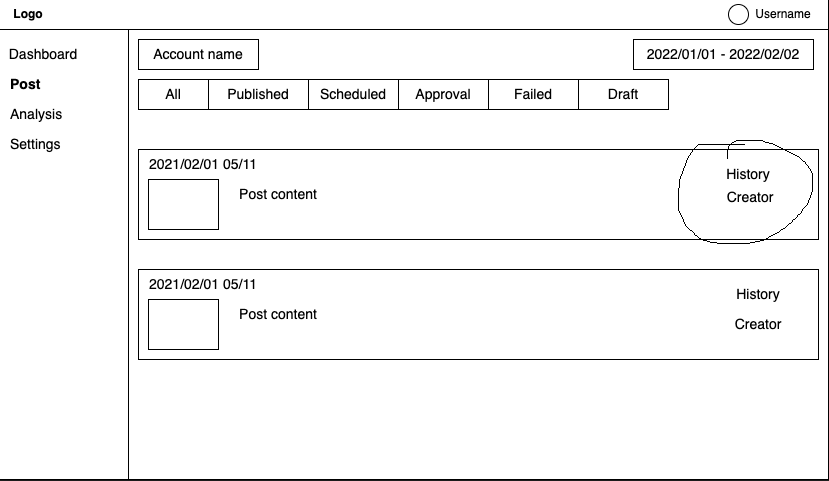 Logo
Username
Dashboard
Post
Analysis
Settings
Account name
2022/01/01 - 2022/02/02
All
Published
Scheduled
Approval
Failed
Draft
2021/02/01 05/11
Post content
History
Creator
2021/02/01 05/11
Post content
History
Creator